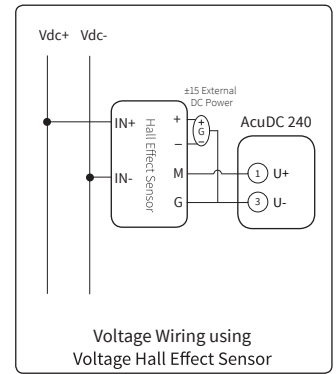 Vdc+ Vdc-
±15 External
DC Power
AcuDC 240
IN+
Hall Effect Sensor
+
+
G
−
−
IN-
M
1 U+
G
3 U-
Voltage Wiring using
Voltage Hall Effect Sensor